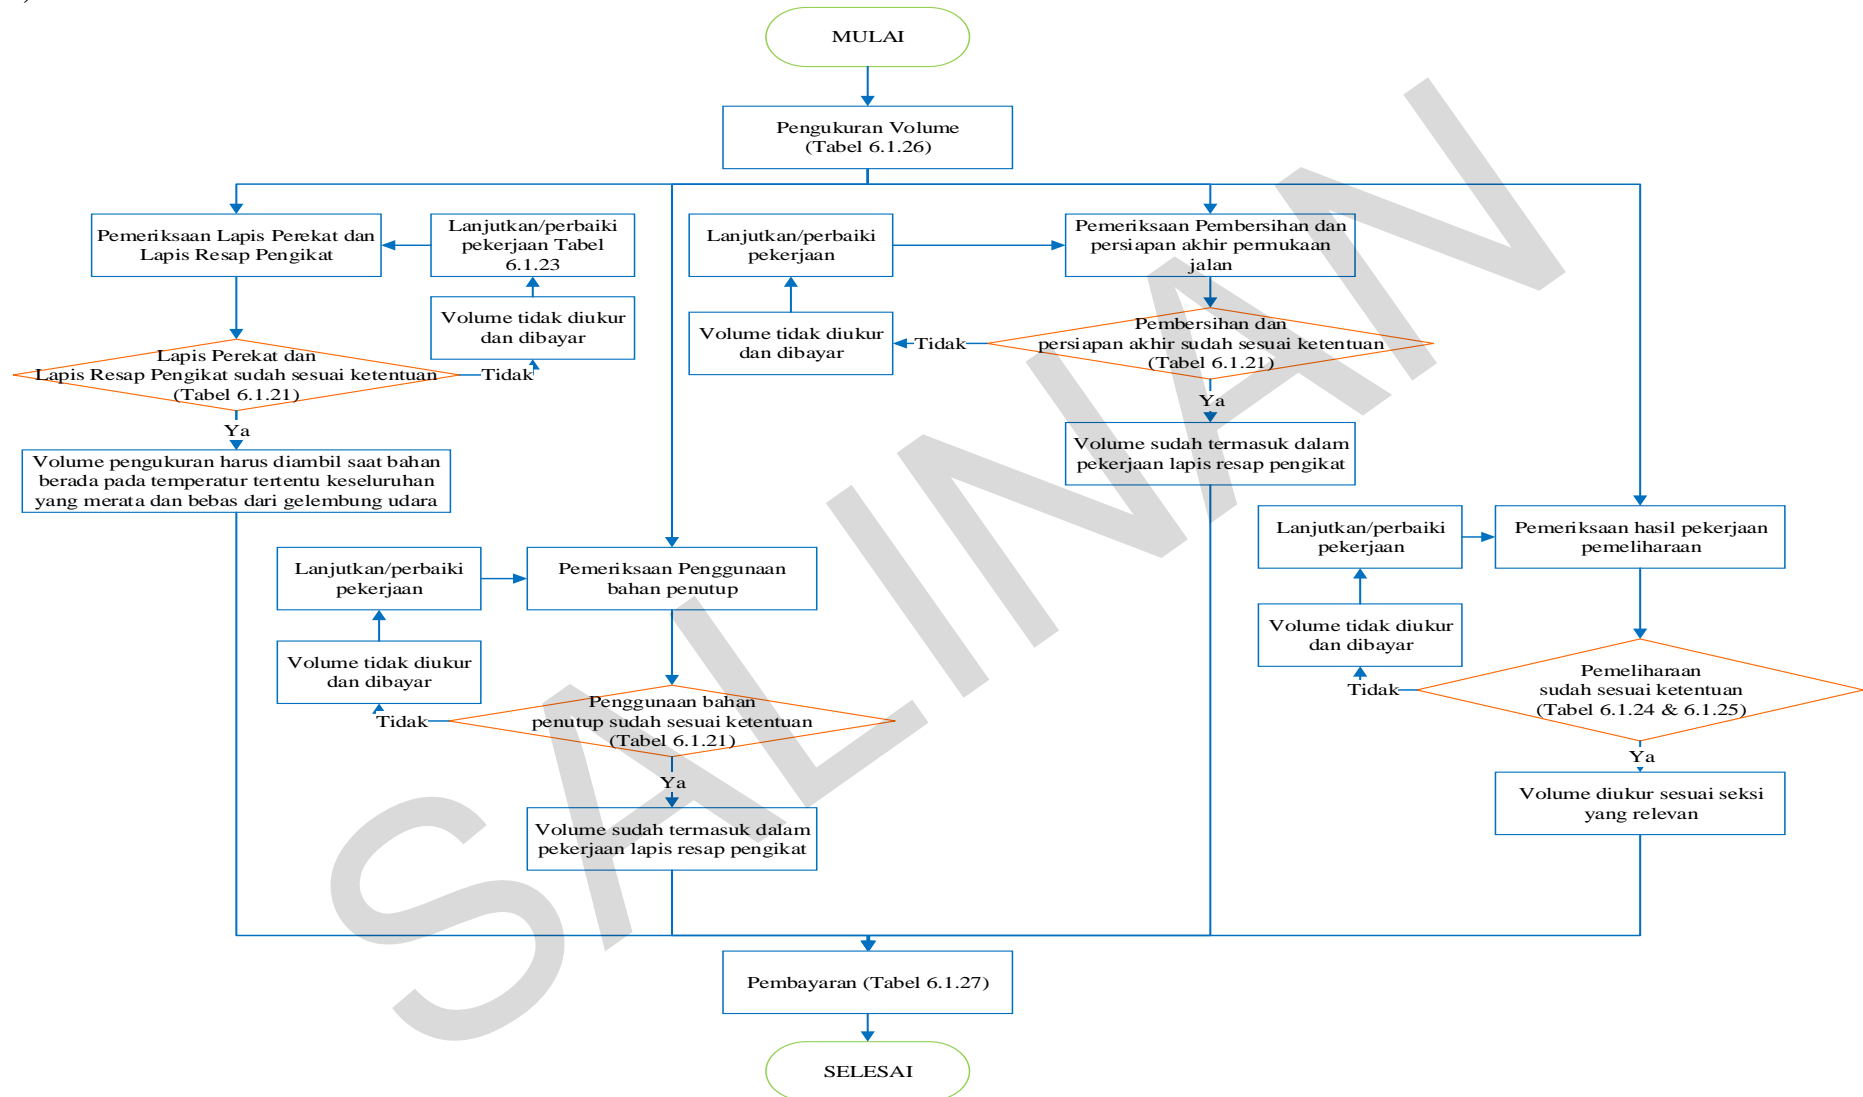 MULAI
Pengukuran Volume
(Tabel 6.1.26)
Pemeriksaan Lapis Perekat dan
Lapis Resap Pengikat
Lanjutkan/perbaiki
pekerjaan Tabel
6.1.23
Volume tidak diukur
dan dibayar
Lapis Perekat dan
Lapis Resap Pengikat sudah sesuai ketentuan
(Tabel 6.1.21)
Tidak
Ya
Volume pengukuran harus diambil saat bahan
berada pada temperatur tertentu keseluruhan
yang merata dan bebas dari gelembung udara
Lanjutkan/perbaiki
pekerjaan
Pemeriksaan Penggunaan
bahan penutup
Volume tidak diukur
dan dibayar
Penggunaan bahan
penutup sudah sesuai ketentuan
(Tabel 6.1.21)
Tidak
Ya
Volume sudah termasuk dalam
pekerjaan lapis resap pengikat
Lanjutkan/perbaiki
pekerjaan
Pemeriksaan Pembersihan dan
persiapan akhir permukaan
jalan
Volume tidak diukur
dan dibayar
Tidak
Pembersihan dan
persiapan akhir sudah sesuai ketentuan
(Tabel 6.1.21)
Ya
Volume sudah termasuk dalam
pekerjaan lapis resap pengikat
Lanjutkan/perbaiki
pekerjaan
Pemeriksaan hasil pekerjaan
pemeliharaan
Volume tidak diukur
dan dibayar
Tidak
Pemeliharaan
sudah sesuai ketentuan
(Tabel 6.1.24 & 6.1.25)
Ya
Volume diukur sesuai seksi
yang relevan
Pembayaran (Tabel 6.1.27)
SELESAI
SALINAN